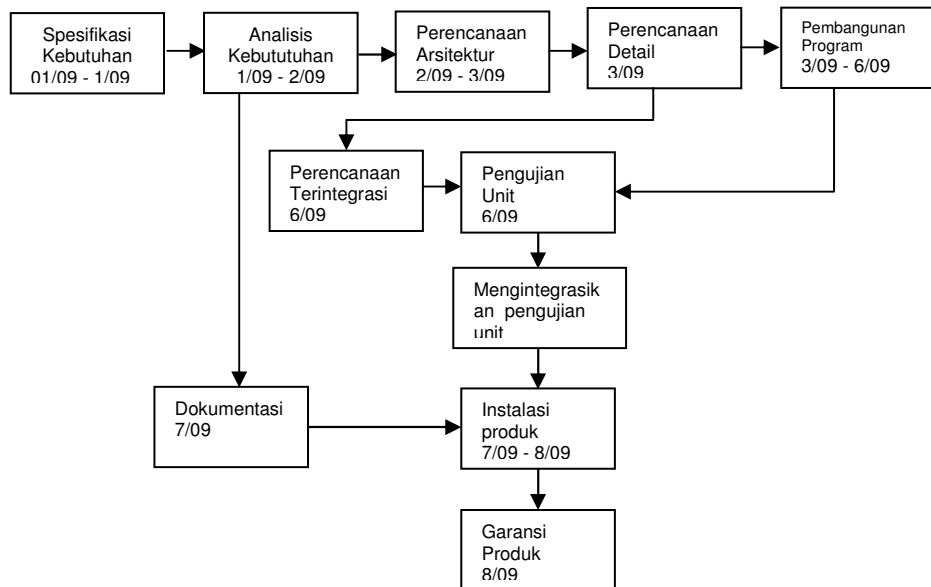 Spesifikasi
Kebutuhan
01/09 - 1/09
Analisis
Kebututuhan
1/09 - 2/09
Perencanaan
Arsitektur
2/09 - 3/09
Perencanaan
Detail
3/09
Pembangunan
Program
3/09 - 6/09
Perencanaan
Terintegrasi
6/09
Pengujian
Unit
6/09
Mengintegrasik
an pengujian
unit
Dokumentasi
7/09
Instalasi
produk
7/09 - 8/09
Garansi
Produk
8/09